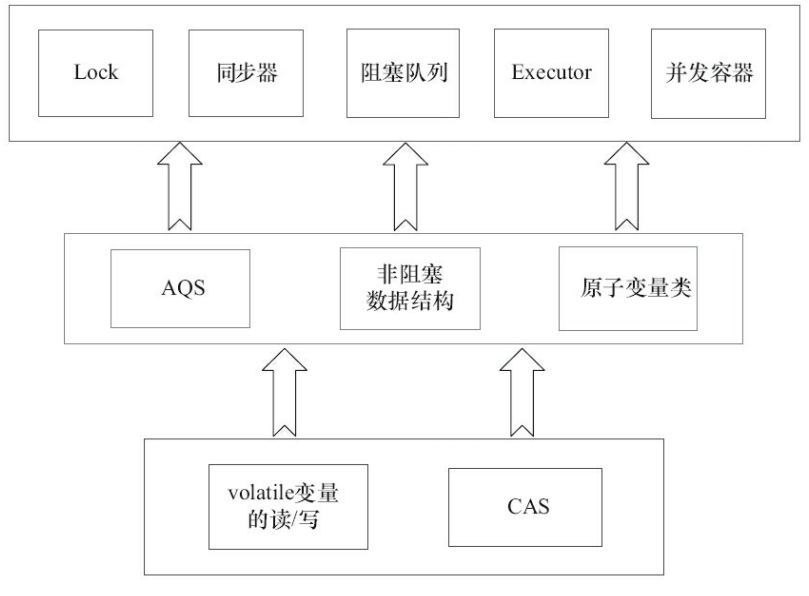 Lock
同步器
阻塞队列
Executor
并发容器
AQS
非阻塞
数据结构
原子变量类
volatile变量
的读/写
CAS